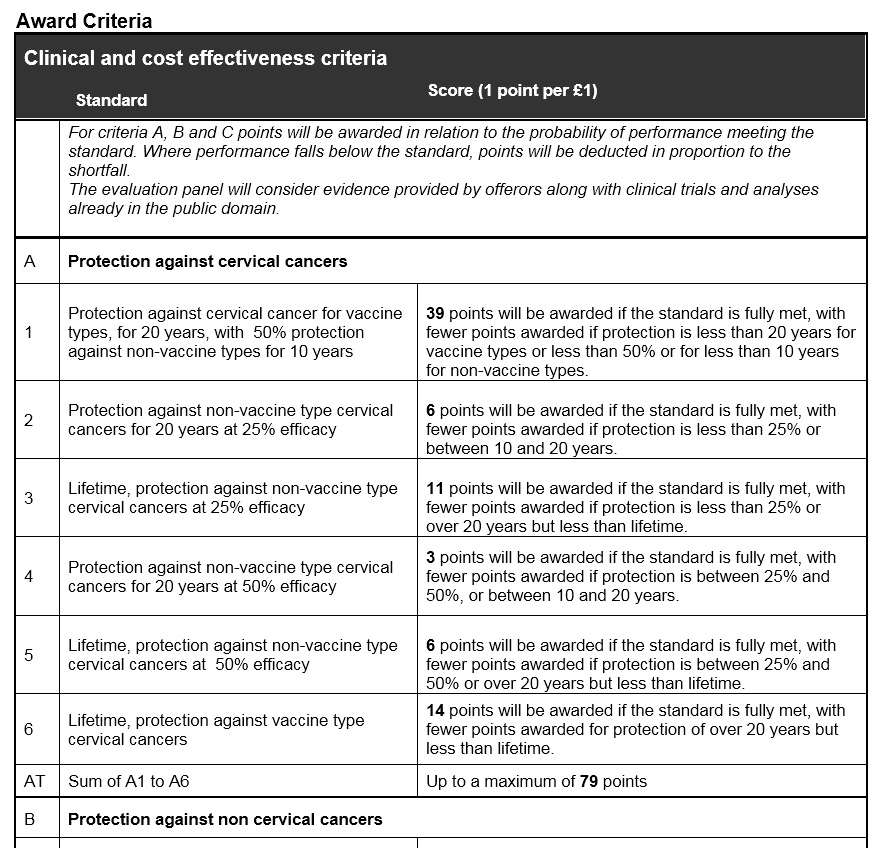 Award Criteria
Clinical and cost effectiveness criteria
Standard
Score (1 point per £1)
For criteria A, B and C points will be awarded in relation to the probability of performance meeting the
standard. Where performance falls below the standard, points will be deducted in proportion to the
shortfall.
The evaluation panel will consider evidence provided by offerors along with clinical trials and analyses
already in the public domain.
A
Protection against cervical cancers
1
Protection against cervical cancer for vaccine
types, for 20 years, with 50% protection
against non-vaccine types for 10 years
39 points will be awarded if the standard is fully met, with
fewer points awarded if protection is less than 20 years for
vaccine types or less than 50% or for less than 10 years
for non-vaccine types.
2
Protection against non-vaccine type cervical
cancers for 20 years at 25% efficacy
6 points will be awarded if the standard is fully met, with
fewer points awarded if protection is less than 25% or
between 10 and 20 years.
3
Lifetime, protection against non-vaccine type
cervical cancers at 25% efficacy
11 points will be awarded if the standard is fully met, with
fewer points awarded if protection is less than 25% or
over 20 years but less than lifetime.
4
Protection against non-vaccine type cervical
cancers for 20 years at 50% efficacy
3 points will be awarded if the standard is fully met, with
fewer points awarded if protection is between 25% and
50%, or between 10 and 20 years.
5
Lifetime, protection against non-vaccine type
cervical cancers at 50% efficacy
6 points will be awarded if the standard is fully met, with
fewer points awarded if protection is between 25% and
50% or over 20 years but less than lifetime.
6
Lifetime, protection against vaccine type
cervical cancers
14 points will be awarded if the standard is fully met, with
fewer points awarded for protection of over 20 years but
less than lifetime.
AT
Sum of A1 to A6
Up to a maximum of 79 points
B
Protection against non cervical cancers